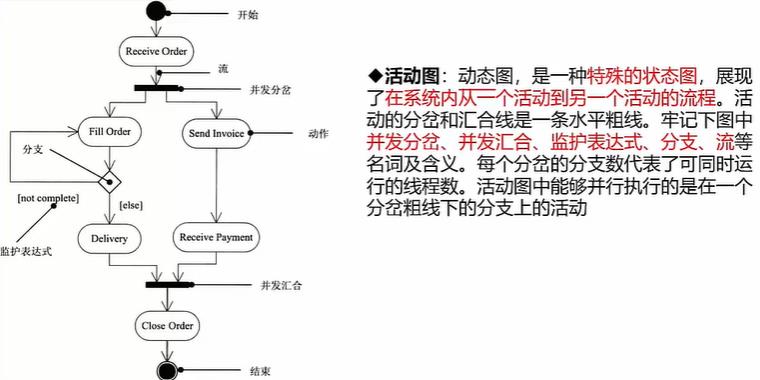 开始
Receive Order
流
并发分岔
Fill Order
Send Invoice
动作
分支
[not complete]
[else]
Delivery
Receive Payment
监护表达式
并发汇合
Close Order
结束
◆活动图：动态图，是一种特殊的状态图，展现
了在系统内从一个活动到另一个活动的流程。活
动的分岔和汇合线是一条水平粗线。牢记下图中
并发分岔、并发汇合、监护表达式、分支、流等
名词及含义。每个分岔的分支数代表了可同时运
行的线程数。活动图中能够并行执行的是在一个
分岔粗线下的分支上的活动